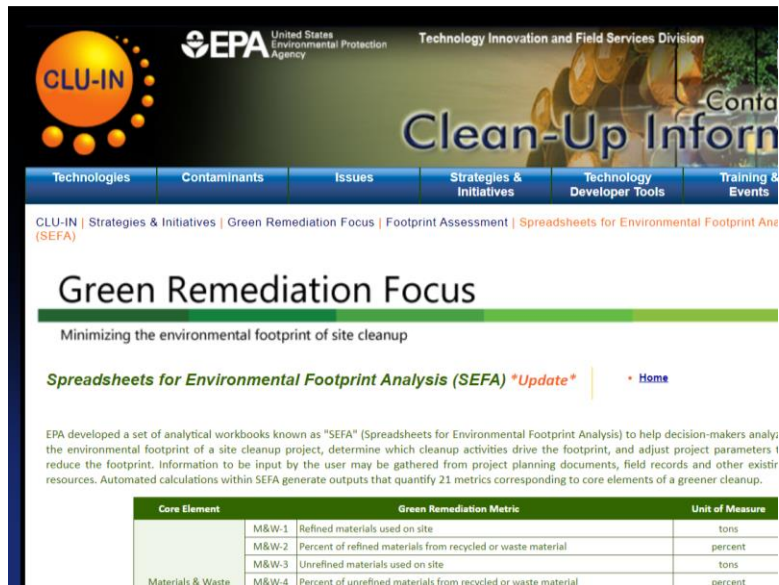 CLU-IN
EPA
United States
Environmental Protection
Agency
Technology Innovation and Field Services Division
Conta
Clean-Up Inform
Technologies
Contaminants
Issues
Strategies &
Initiatives
Technology
Developer Tools
Training &
Events
CLU-IN | Strategies & Initiatives | Green Remediation Focus | Footprint Assessment | Spreadsheets for Environmental Footprint Ana
(SEFA)
Green Remediation Focus
Minimizing the environmental footprint of site cleanup
Spreadsheets for Environmental Footprint Analysis (SEFA) *Update*
• Home
EPA developed a set of analytical workbooks known as "SEFA" (Spreadsheets for Environmental Footprint Analysis) to help decision-makers analyz
the environmental footprint of a site cleanup project, determine which cleanup activities drive the footprint, and adjust project parameters t
reduce the footprint. Information to be input by the user may be gathered from project planning documents, field records and other existin
resources. Automated calculations within SEFA generate outputs that quantify 21 metrics corresponding to core elements of a greener cleanup.
Core Element Green Remediation Metric Unit of Measure
M&W-1 Refined materials used on site tons
M&W-2 Percent of refined materials from recycled or waste material percent
M&W-3 Unrefined materials used on site tons
Materials & Waste M&W-4 Percent of unrefined materials from recycled or waste material percent